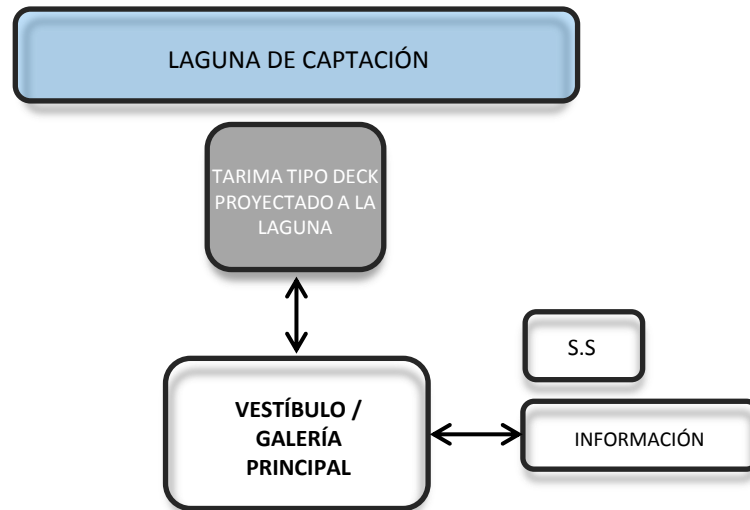 LAGUNA DE CAPTACIÓN
TARIMA TIPO DECK
PROYECTADO A LA
LAGUNA
S.S
VESTÍBULO /
GALERÍA
PRINCIPAL
INFORMACIÓN